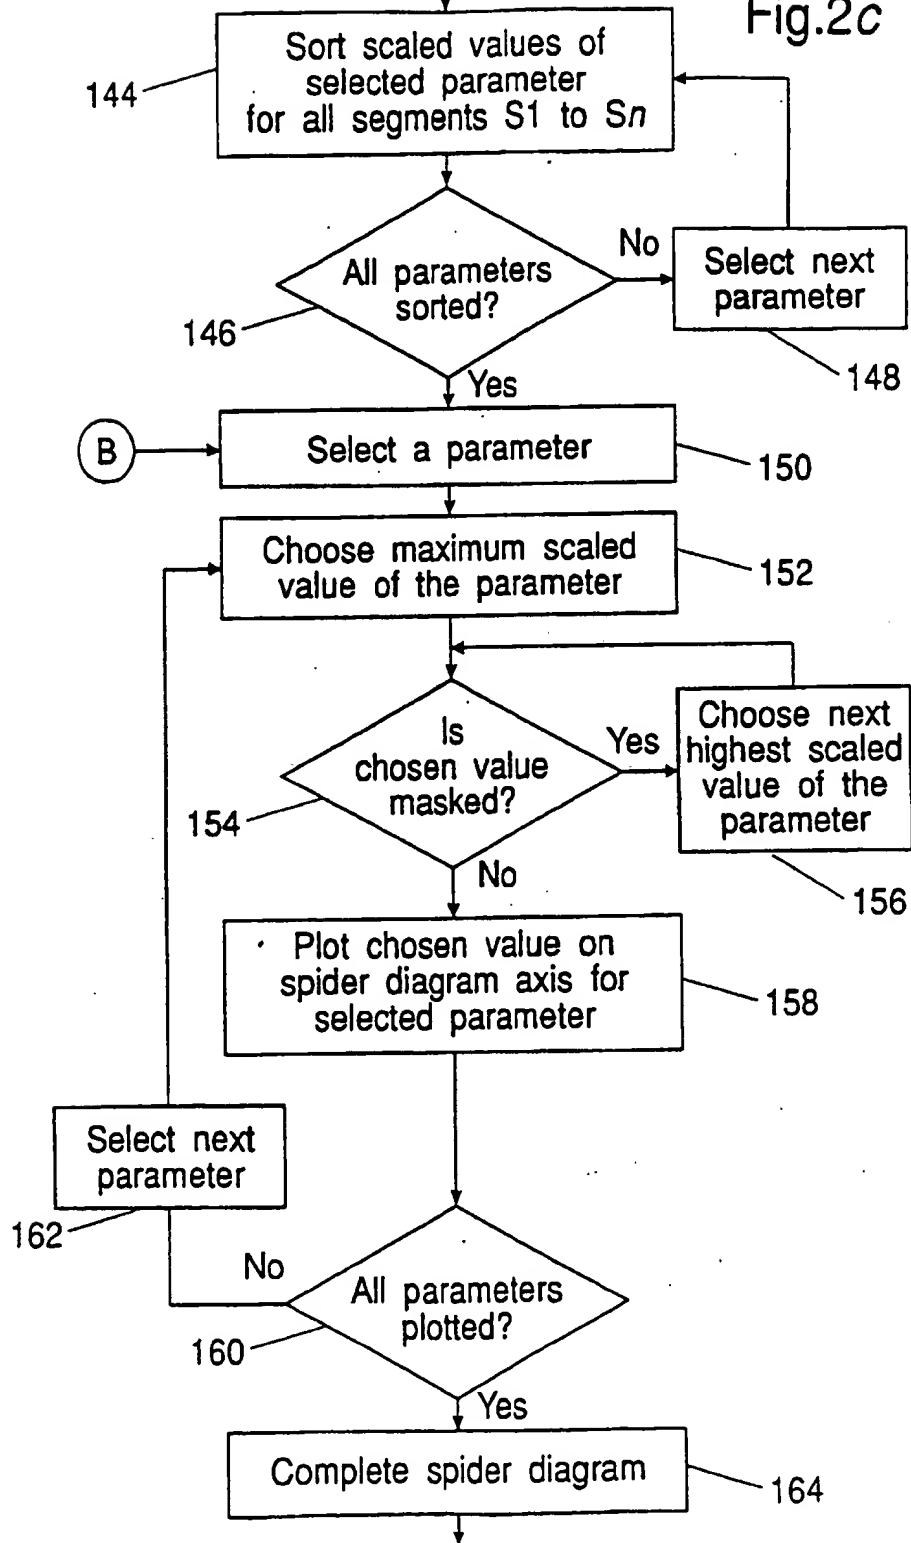 Fig.2c
Sort scaled values of
selected parameter
for all segments S1 to Sn
144
All parameters
sorted?
146
No
Select next
parameter
148
Yes
B
Select a parameter
150
Choose maximum scaled
value of the parameter
152
Is
chosen value
masked?
154
Yes
Choose next
highest scaled
value of the
parameter
156
No
Plot chosen value on
spider diagram axis for
selected parameter
158
Select next
parameter
162
No
All parameters
plotted?
160
Yes
Complete spider diagram
164